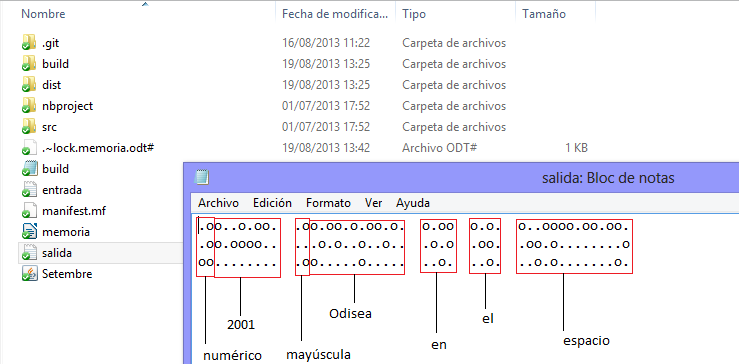 Nombre Fecha de modifica... Tipo Tamaño
.git 16/08/2013 11:22 Carpeta de archivos
build 19/08/2013 13:25 Carpeta de archivos
dist 19/08/2013 13:25 Carpeta de archivos
nbproject 01/07/2013 17:52 Carpeta de archivos
src 01/07/2013 17:52 Carpeta de archivos
.~lock.memoria.odt# 19/08/2013 13:42 Archivo ODT# 1 KB
build
entrada
manifest.mf
memoria
salida
Setembre
salida: Bloc de notas
Archivo Edición Formato Ver Ayuda
.oo..o.oo. .oo.oo.o.oo.o. o.oo o.o. o..oooo.oo.oo.
.oo.oooo.. ...o.oo.o..o.. .o.o .oo. .oo.o.....o..o
oo........ .oo.....o..... ..o. ..o. ..o.o.......o.
numérico 2001 mayúscula Odisea en el espacio